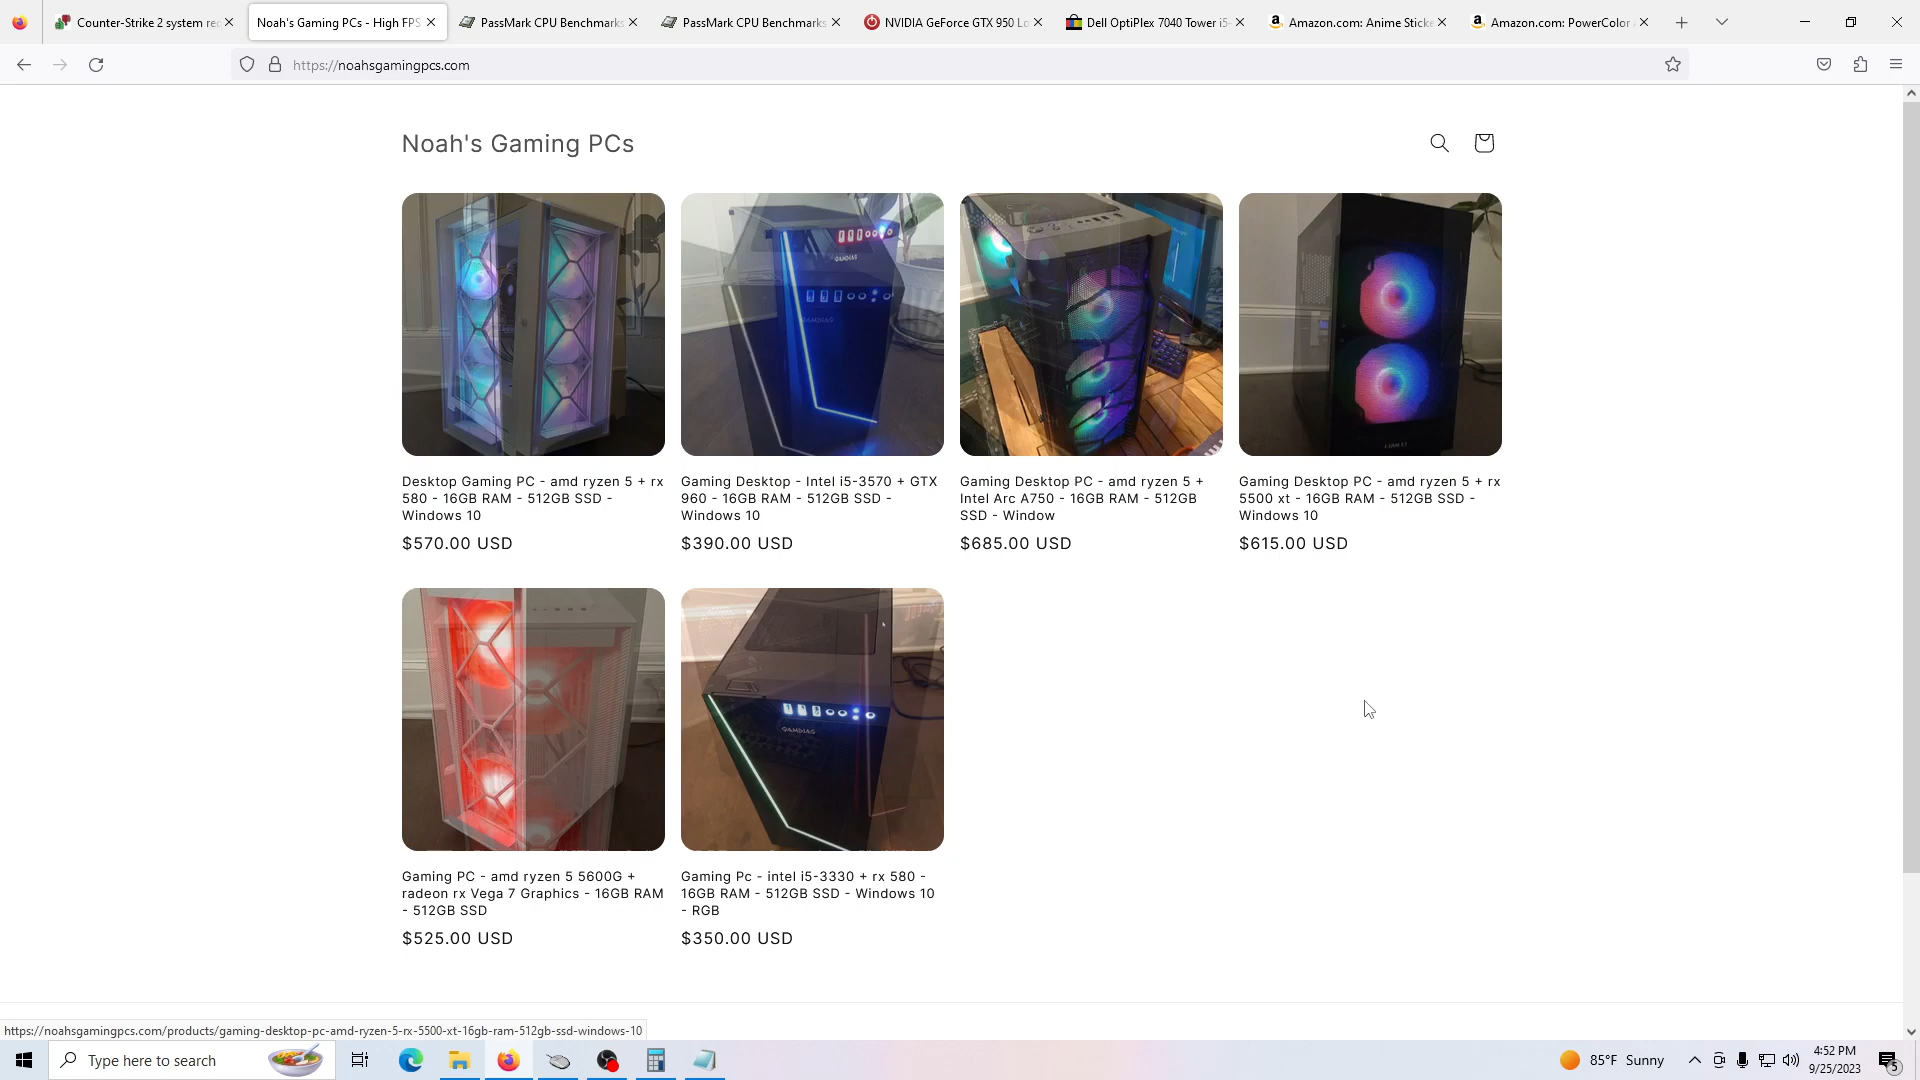 Counter-Strike 2 system req
Noah's Gaming PCs - High FPS
PassMark CPU Benchmarks
PassMark CPU Benchmarks
NVIDIA GeForce GTX 950 Lo
Dell OptiPlex 7040 Tower i5-
Amazon.com: Anime Sticke
Amazon.com: PowerColor
https://noahsgamingpcs.com
Noah's Gaming PCs
Desktop Gaming PC - amd ryzen 5 + rx
580 - 16GB RAM - 512GB SSD -
Windows 10
$570.00 USD
Gaming Desktop - Intel i5-3570 + GTX
960 - 16GB RAM - 512GB SSD -
Windows 10
$390.00 USD
Gaming Desktop PC - amd ryzen 5 +
Intel Arc A750 - 16GB RAM - 512GB
SSD - Window
$685.00 USD
Gaming Desktop PC - amd ryzen 5 + rx
5500 xt - 16GB RAM - 512GB SSD -
Windows 10
$615.00 USD
GAMDIAS
GAMDIAS
GAMDIAS
Gaming PC - amd ryzen 5 5600G +
radeon rx Vega 7 Graphics - 16GB RAM
- 512GB SSD
$525.00 USD
Gaming Pc - intel i5-3330 + rx 580 -
16GB RAM - 512GB SSD - Windows 10
- RGB
$350.00 USD
https://noahsgamingpcs.com/products/gaming-desktop-pc-amd-ryzen-5-rx-5500-xt-16gb-ram-512gb-ssd-windows-10
Type here to search
85°F Sunny
4:52 PM
9/25/2023
5